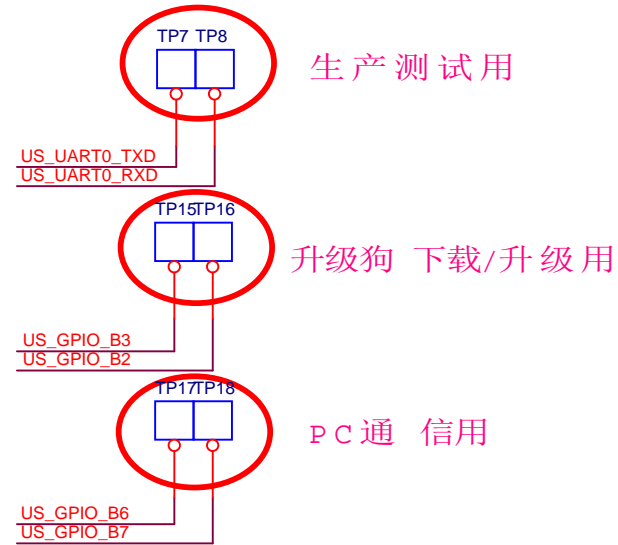 TP7 TP8
生产测试用
US_UART0_TXD
US_UART0_RXD
TP15TP16
升级狗 下载/升级用
US_GPIO_B3
US_GPIO_B2
TP17TP18
PC通 信用
US_GPIO_B6
US_GPIO_B7